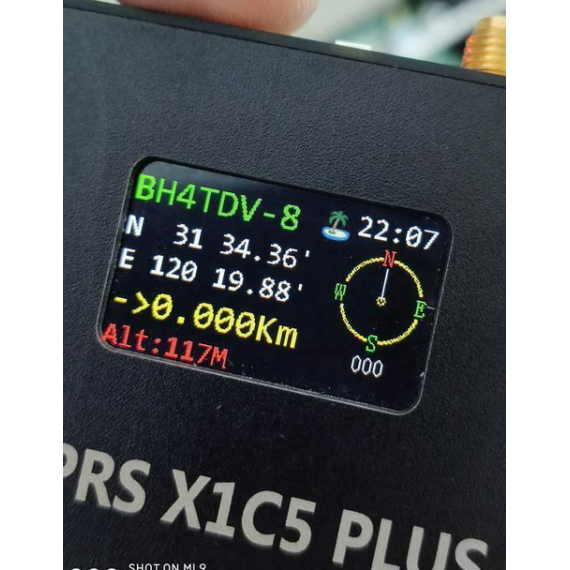 BH4TDV-8
22:07
N 31 34.36'
E 120 19.88'
->0.000Km
Alt:117M
N
W E
S
000
PRS X1C5 PLUS
SHOT ON MI 9